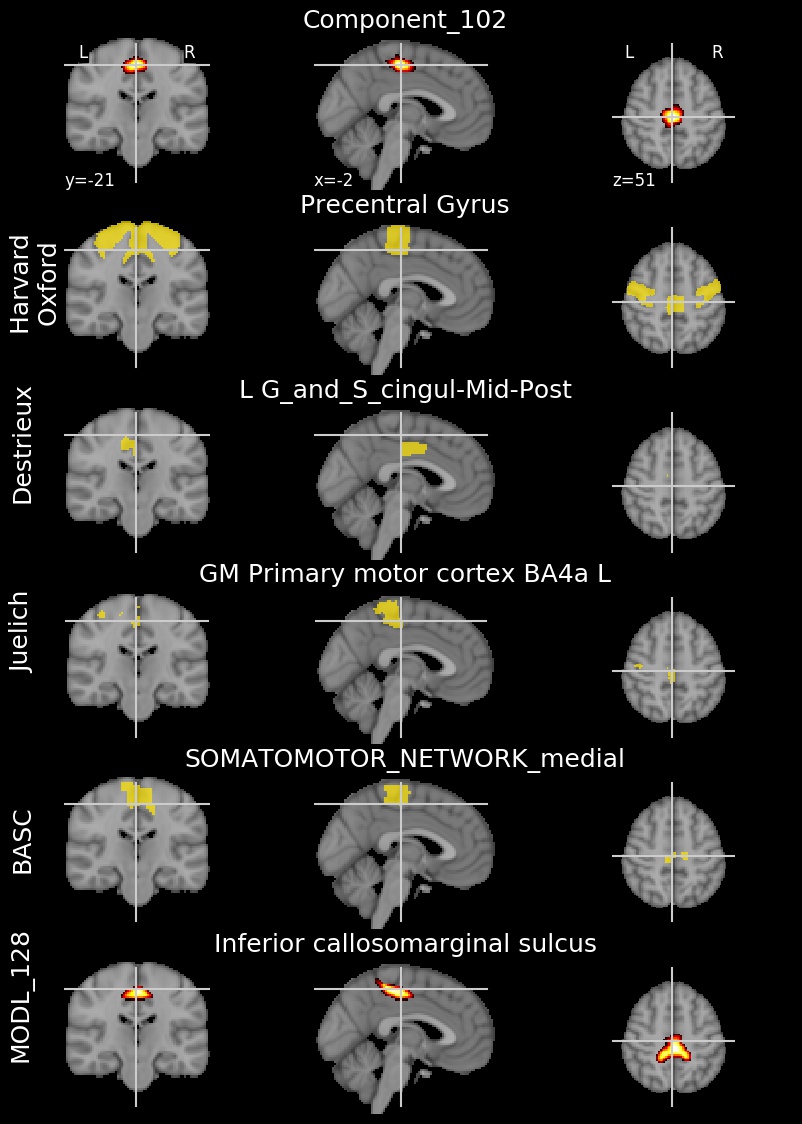 Component_102
L R
L R
y=-21
x=-2
z=51
Precentral Gyrus
Harvard
Oxford
L G_and_S_cingul-Mid-Post
Destrieux
GM Primary motor cortex BA4a L
Juelich
SOMATOMOTOR_NETWORK_medial
BASC
Inferior callosomarginal sulcus
MODL_128